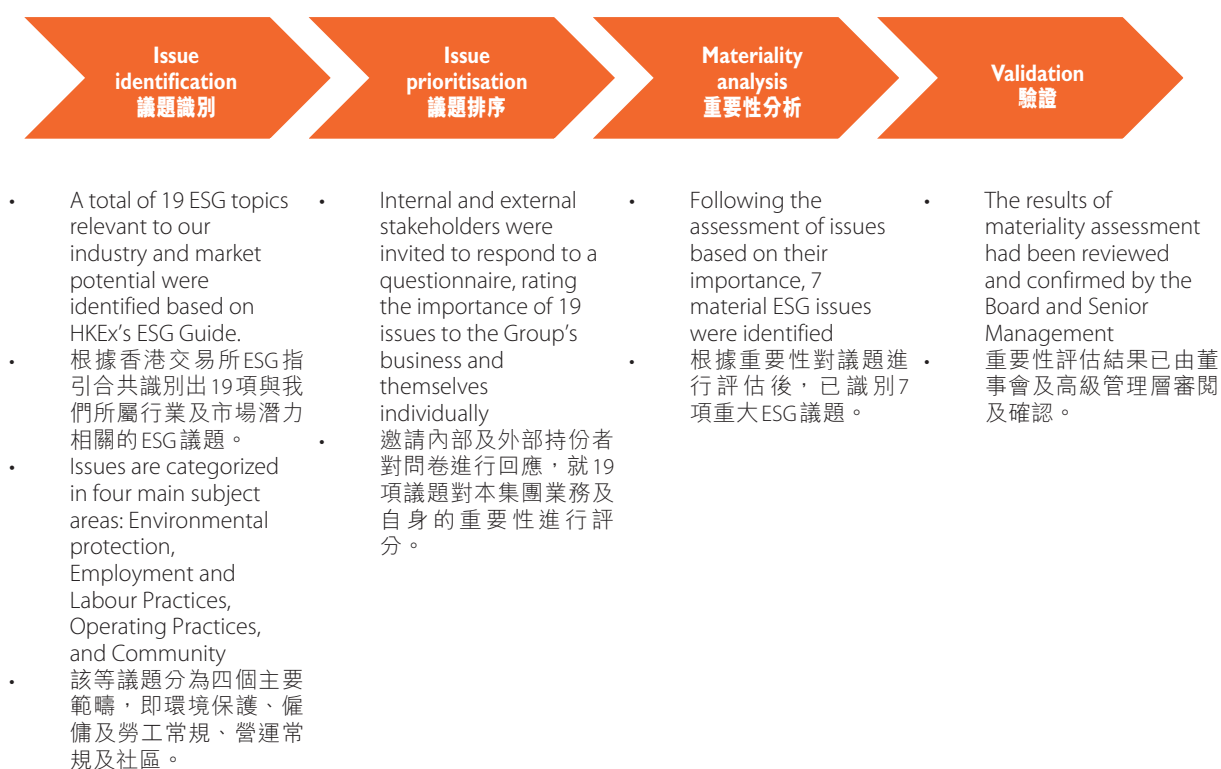 Issue
identification
議題識別
Issue
prioritisation
議題排序
Materiality
analysis
重要性分析
Validation
驗證
• A total of 19 ESG topics
relevant to our
industry and market
potential were
identified based on
HKEx's ESG Guide.
• 根據香港交易所ESG指
引合共識別出19項與我
們所屬行業及市場潛力
相關的ESG議題。
• Issues are categorized
in four main subject
areas: Environmental
protection,
Employment and
Labour Practices,
Operating Practices,
and Community
• 該等議題分為四個主要
範疇，即環境保護、僱
傭及勞工常規、營運常
規及社區。
• Internal and external
stakeholders were
invited to respond to a
questionnaire, rating
the importance of 19
issues to the Group's
business and
themselves
individually
• 邀請內部及外部持份者
對問卷進行回應，就19
項議題對本集團業務及
自身的重要性進行評
分。
• Following the
assessment of issues
based on their
importance, 7
material ESG issues
were identified
• 根據重要性對議題進
行評估後，已識別7
項重大ESG議題。
• The results of
materiality assessment
had been reviewed
and confirmed by the
Board and Senior
Management
• 重要性評估結果已由董
事會及高級管理層審閱
及確認。